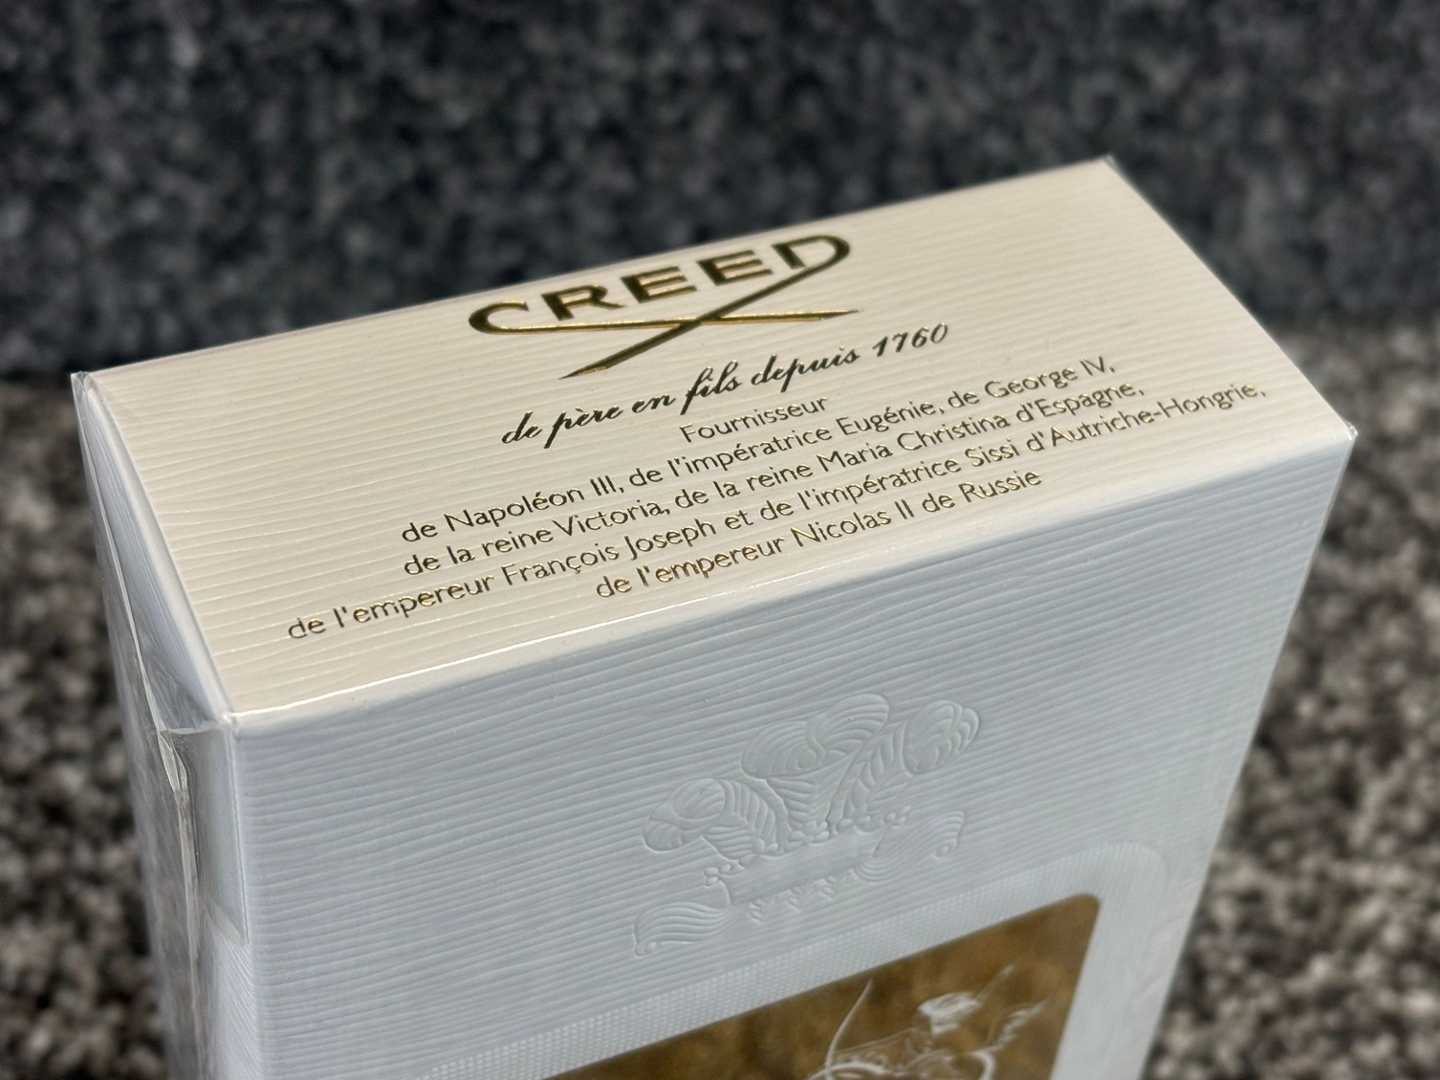 CREED
de père en fils depuis 1760
Fournisseur
de Napoléon III, de l'impératrice Eugénie, de George IV,
de la reine Victoria, de la reine Maria Christina d'Espagne,
de l'empereur François Joseph et de l'impératrice Sissi d'Autriche-Hongrie,
de l'empereur Nicolas II de Russie